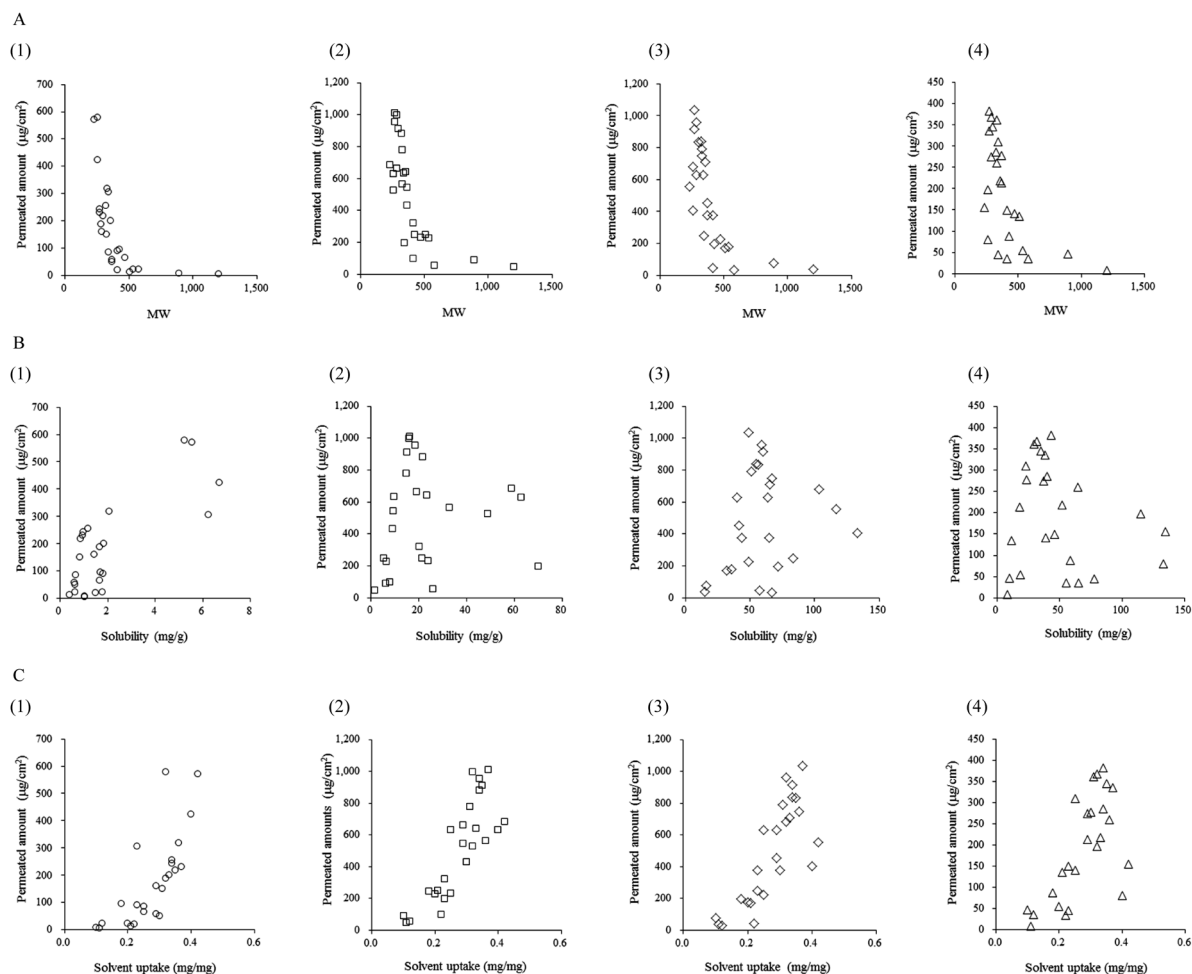 A
(1) (2) (3) (4)
Permeated amount (µg/cm²) Permeated amount (µg/cm²) Permeated amount (µg/cm²) Permeated amount (µg/cm²)
700 1,200 1,200 450
600 1,000 1,000 400
500 800 800 350
400 600 600 300
300 400 400 250
200 200 200 200
100 0 0 150
0 100
50
0
0 500 1,000 1,500 0 500 1,000 1,500 0 500 1,000 1,500 0 500 1,000 1,500
MW MW MW MW
B
(1) (2) (3) (4)
Permeated amount (µg/cm²) Permeated amount (µg/cm²) Permeated amount (µg/cm²) Permeated amount (µg/cm²)
700 1,200 1,200 450
600 1,000 1,000 400
500 800 800 350
400 600 600 300
300 400 400 250
200 200 200 200
100 0 0 150
0 100
50
0
0 2 4 6 8 0 20 40 60 80 0 50 100 150 0 50 100 150
Solubility (mg/g) Solubility (mg/g) Solubility (mg/g) Solubility (mg/g)
C
(1) (2) (3) (4)
Permeated amount (µg/cm²) Permeated amounts (µg/cm²) Permeated amount (µg/cm²) Permeated amount (µg/cm²)
700 1,200 1,200 450
600 1,000 1,000 400
500 800 800 350
400 600 600 300
300 400 400 250
200 200 200 200
100 0 0 150
0 100
50
0
0.0 0.2 0.4 0.6 0.0 0.2 0.4 0.6 0.0 0.2 0.4 0.6 0.0 0.2 0.4 0.6
Solvent uptake (mg/mg) Solvent uptake (mg/mg) Solvent uptake (mg/mg) Solvent uptake (mg/mg)